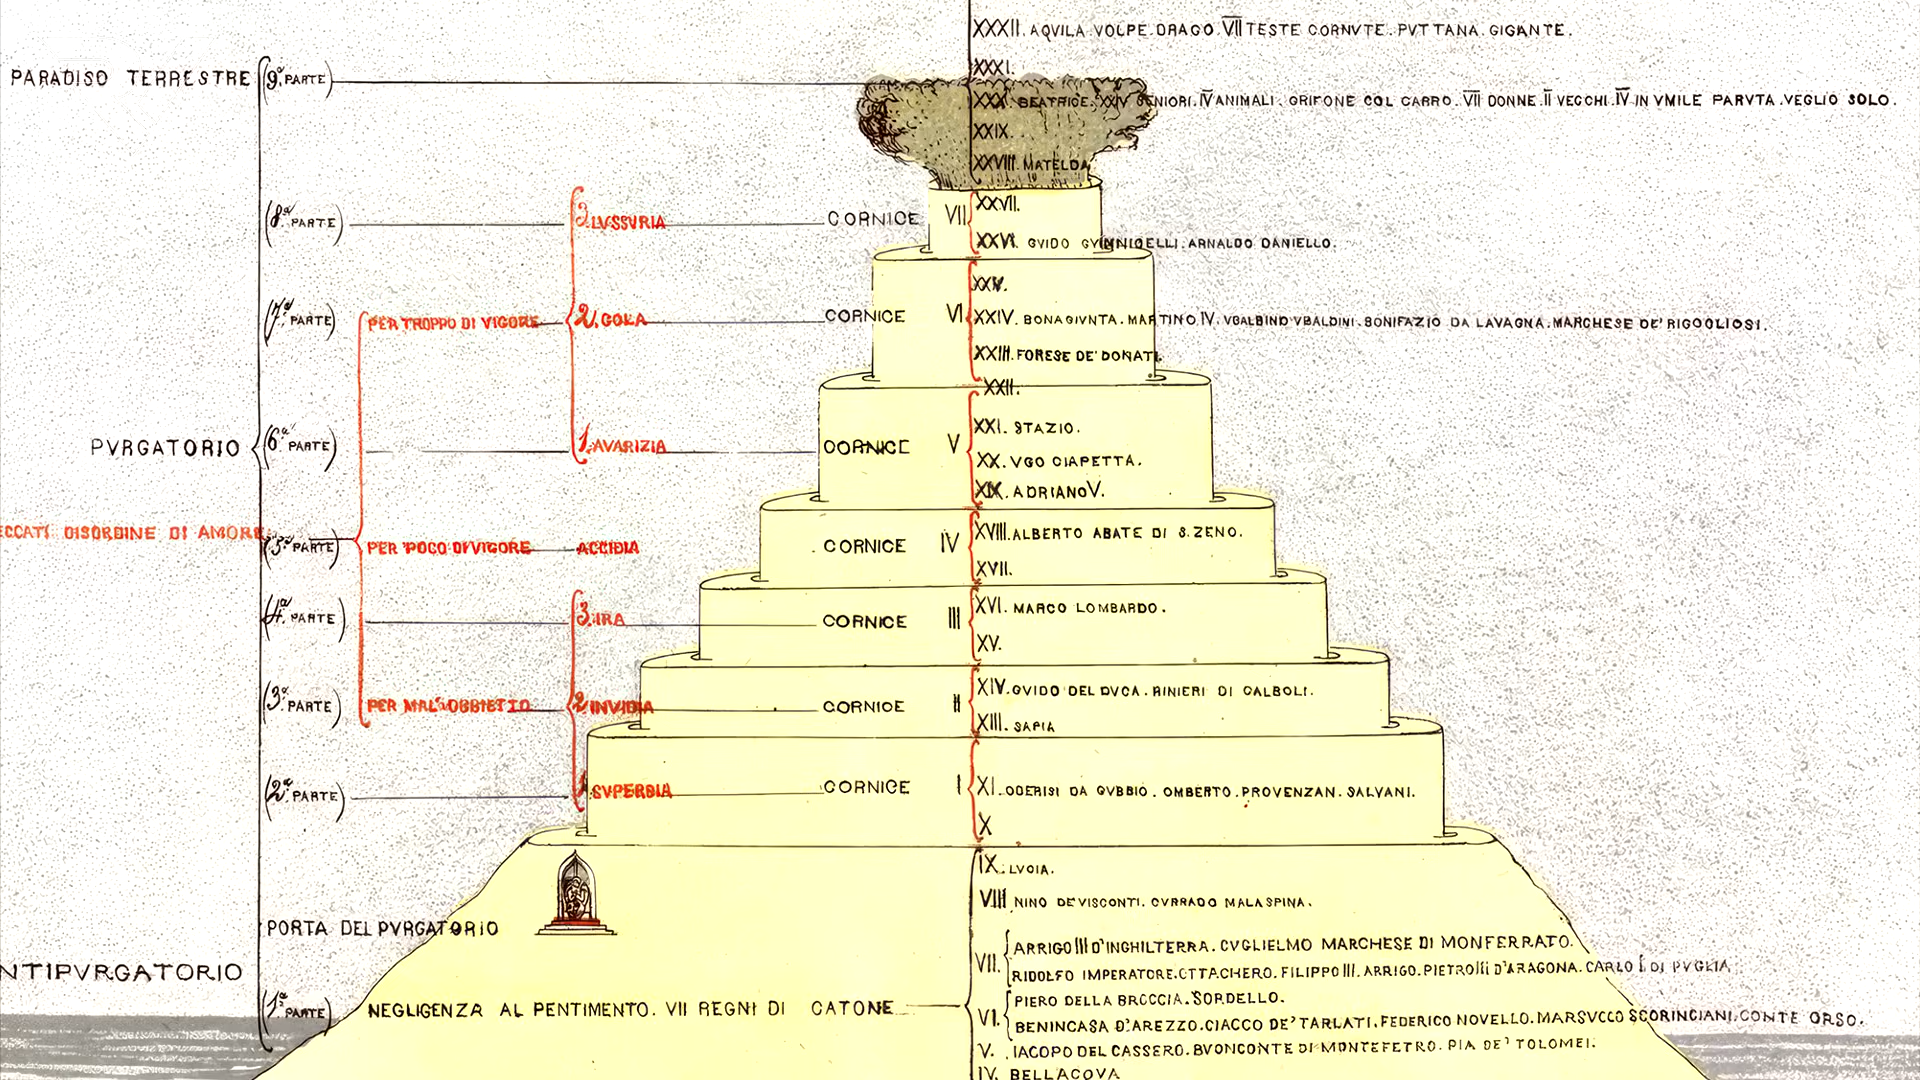 XXXII. AQVILA. VOLPE. DRAGO. VII TESTE CORNVTE. PVTTANA. GIGANTE.
XXXI.
PARADISO TERRESTRE (9ª PARTE)
XXX. BEATRICE. XXIV SENIORI. IV ANIMALI. GRIFONE COL CARRO. VII DONNE. II VECCHI. IV IN VMILE PARVTA. VEGLIO SOLO.
XXIX.
XXVIII. MATELDA
XXVII.
(8ª PARTE) 3. LVSSVRIA CORNICE VII
XXVI. GVIDO GVINNICELLI. ARNALDO DANIELLO.
XXV.
(7ª PARTE) PER TROPPO DI VIGORE 2. GOLA CORNICE VI
XXIV. BONAGIVNTA. MARTINO IV. VBALBINO VBALDINI. BONIFAZIO DA LAVAGNA. MARCHESE DE' RIGOGLIOSI.
XXIII. FORESE DE' DONATI.
XXII.
XXI. STAZIO.
PVRGATORIO (6ª PARTE) 1. AVARIZIA CORNICE V
XX. VGO CIAPETTA.
XIX. ADRIANO V.
ECCATI DISORDINE DI AMORE
(5ª PARTE) PER POCO DI VIGORE ACCIDIA CORNICE IV
XVIII. ALBERTO ABATE DI S. ZENO.
XVII.
XVI. MARCO LOMBARDO.
(4ª PARTE) 3. IRA CORNICE III
XV.
XIV. GVIDO DEL DVCA. RINIERI DI CALBOLI.
(3ª PARTE) PER MAL' OBBIETTO 2 INVIDIA CORNICE II
XIII. SAPIA
(2ª PARTE) 1. SVPERBIA CORNICE I
XI. ODERISI DA GVBBIO. OMBERTO. PROVENZAN. SALVANI.
X
IX. LVCIA.
VIII NINO DE' VISCONTI. CVRRADO MALASPINA.
PORTA DEL PVRGATORIO
VII. ARRIGO III D'INGHILTERRA. GVGLIELMO MARCHESE DI MONFERRATO.
RIDOLFO IMPERATORE. OTTACHERO. FILIPPO III. ARRIGO. PIETRO III D'ARAGONA. CARLO I DI PVGLIA
NTIPVRGATORIO
(1ª PARTE) NEGLIGENZA AL PENTIMENTO. VII REGNI DI CATONE
VI. PIERO DELLA BROCCIA. SORDELLO.
BENINCASA D'AREZZO. CIACCO DE' TARLATI. FEDERICO NOVELLO. MARSVCCO SCORINCIANI. CONTE ORSO.
V. IACOPO DEL CASSERO. BVONCONTE DI MONTEFETRO. PIA DE' TOLOMEI.
IV. BELLACQVA